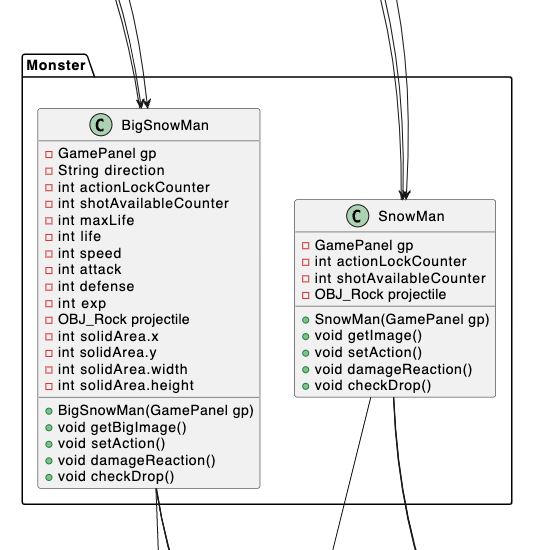 Monster
C BigSnowMan
GamePanel gp
String direction
int actionLockCounter
int shotAvailableCounter
int maxLife
int life
int speed
int attack
int defense
int exp
OBJ_Rock projectile
int solidArea.x
int solidArea.y
int solidArea.width
int solidArea.height
BigSnowMan(GamePanel gp)
void getBigImage()
void setAction()
void damageReaction()
void checkDrop()
C SnowMan
GamePanel gp
int actionLockCounter
int shotAvailableCounter
OBJ_Rock projectile
SnowMan(GamePanel gp)
void getImage()
void setAction()
void damageReaction()
void checkDrop()